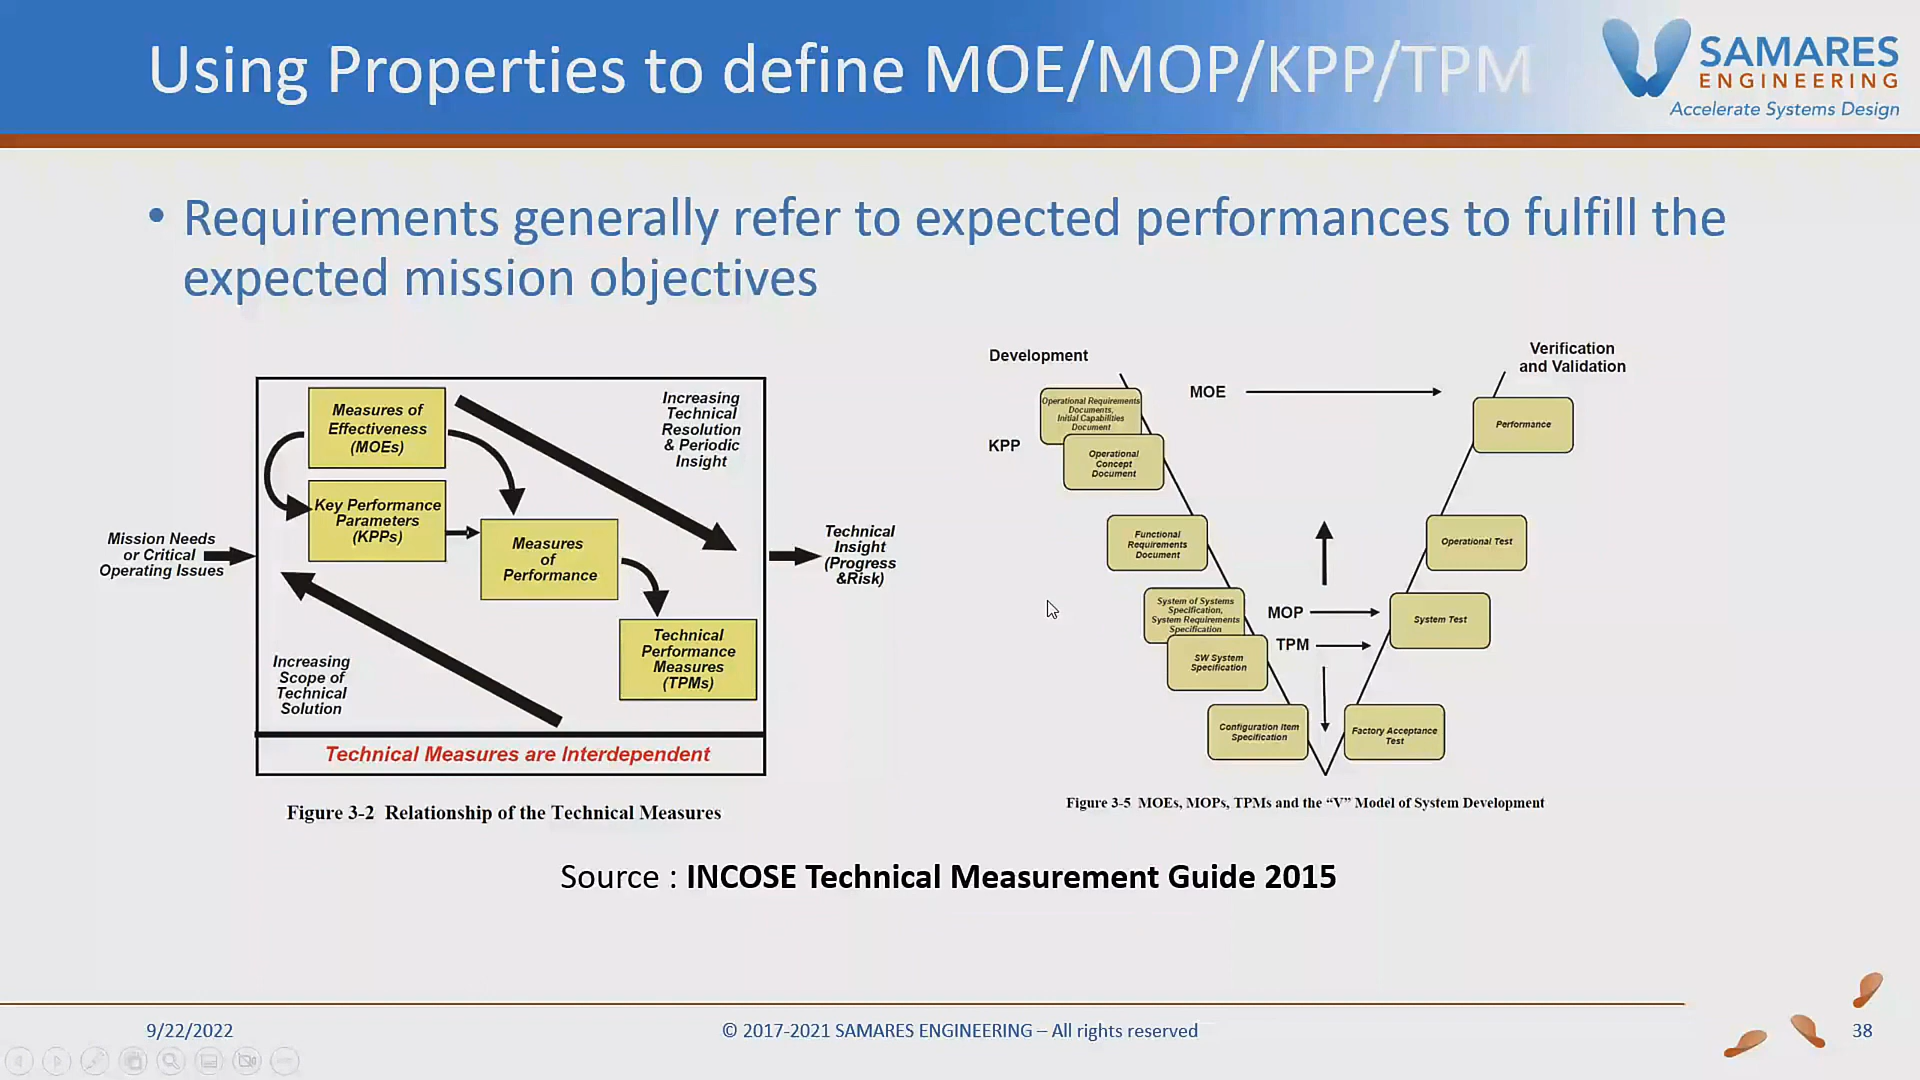 Using Properties to define MOE/MOP/KPP/TPM
SAMARES
ENGINEERING
Accelerate Systems Design
• Requirements generally refer to expected performances to fulfill the
expected mission objectives
Mission Needs
or Critical
Operating Issues
Measures of
Effectiveness
(MOEs)
Key Performance
Parameters
(KPPs)
Measures
of
Performance
Technical
Performance
Measures
(TPMs)
Increasing
Technical
Resolution
& Periodic
Insight
Increasing
Scope of
Technical
Solution
Technical
Insight
(Progress
&Risk)
Technical Measures are Interdependent
Figure 3-2 Relationship of the Technical Measures
Development
Verification
and Validation
MOE
KPP
Operational Requirements
Documents,
Initial Capabilities
Document
Operational
Concept
Document
Functional
Requirements
Document
System of Systems
Specification,
System Requirements
Specification
SW System
Specification
Configuration Item
Specification
MOP
TPM
Performance
Operational Test
System Test
Factory Acceptance
Test
Figure 3-5 MOEs, MOPs, TPMs and the “V” Model of System Development
Source : INCOSE Technical Measurement Guide 2015
9/22/2022
© 2017-2021 SAMARES ENGINEERING – All rights reserved
38